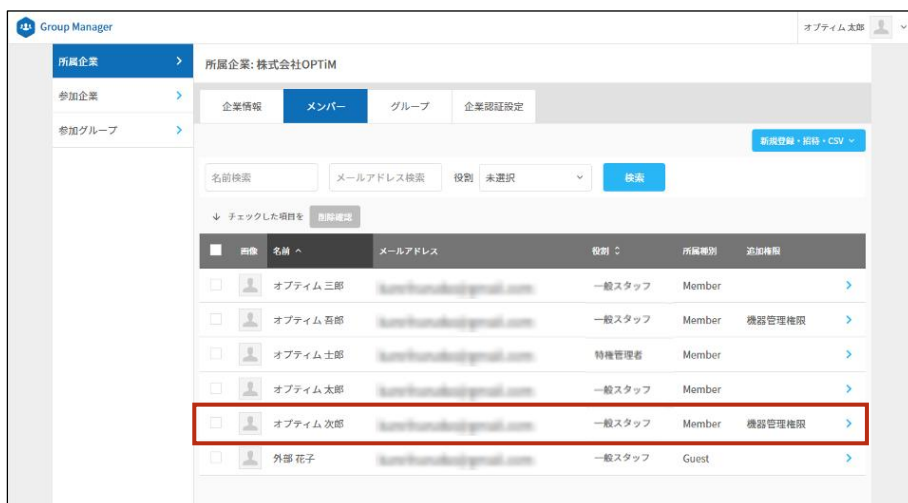 Group Manager
オプティム 太郎
所属企業
参加企業
参加グループ
所属企業: 株式会社OPTiM
企業情報 メンバー グループ 企業認証設定
新規登録・招待・CSV
名前検索 メールアドレス検索 役割 未選択 検索
チェックした項目を 削除確認
画像 名前 メールアドレス 役割 所属種別 追加権限
オプティム 三郎 一般スタッフ Member
オプティム 吾郎 一般スタッフ Member 機器管理権限
オプティム 士郎 特権管理者 Member
オプティム 太郎 一般スタッフ Member
オプティム 次郎 一般スタッフ Member 機器管理権限
外部 花子 一般スタッフ Guest